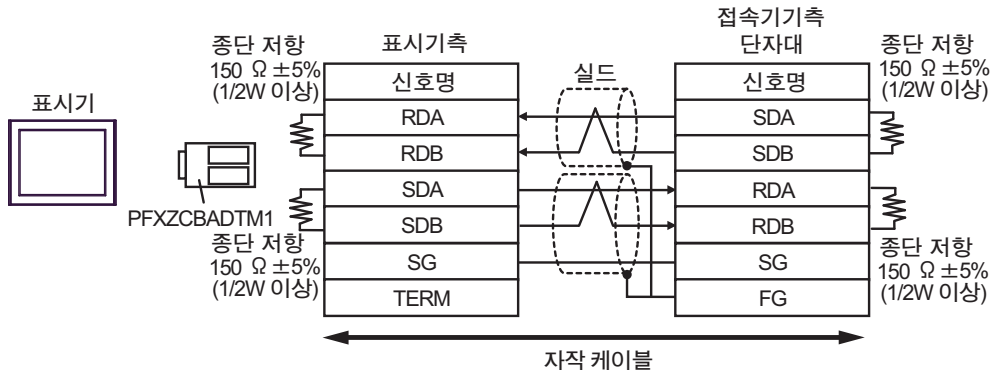 표시기
PFXZCBADTM1
종단 저항
150 Ω ±5%
(1/2W 이상)
종단 저항
150 Ω ±5%
(1/2W 이상)
표시기측
신호명
RDA
RDB
SDA
SDB
SG
TERM
실드
접속기기측
단자대
신호명
SDA
SDB
RDA
RDB
SG
FG
종단 저항
150 Ω ±5%
(1/2W 이상)
종단 저항
150 Ω ±5%
(1/2W 이상)
자작 케이블